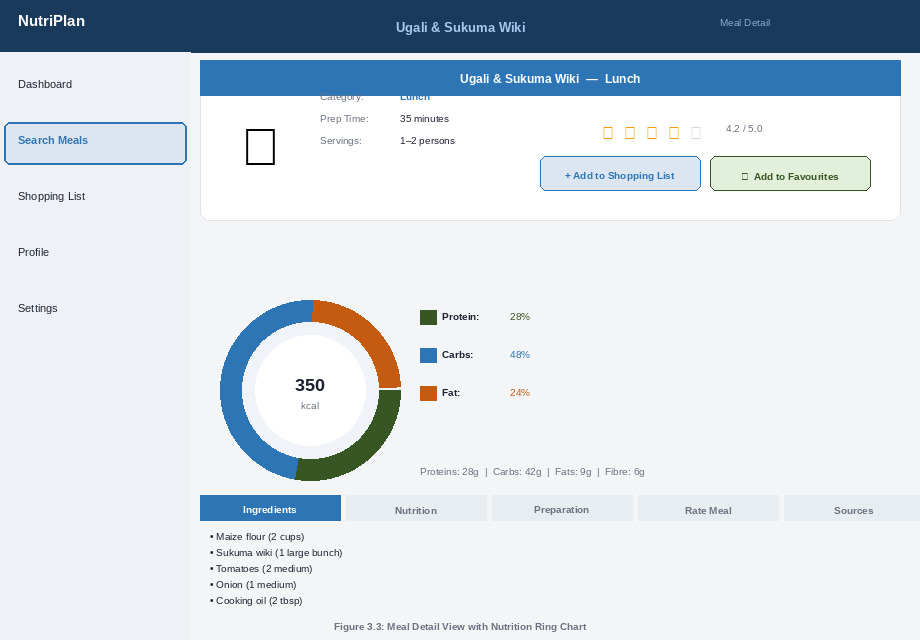 NutriPlan
Ugali & Sukuma Wiki
Meal Detail
Dashboard
Search Meals
Shopping List
Profile
Settings
Ugali & Sukuma Wiki — Lunch
Category: Lunch
Prep Time: 35 minutes
Servings: 1–2 persons
4.2 / 5.0
+ Add to Shopping List
Add to Favourites
350
kcal
Protein: 28%
Carbs: 48%
Fat: 24%
Proteins: 28g | Carbs: 42g | Fats: 9g | Fibre: 6g
Ingredients
Nutrition
Preparation
Rate Meal
Sources
• Maize flour (2 cups)
• Sukuma wiki (1 large bunch)
• Tomatoes (2 medium)
• Onion (1 medium)
• Cooking oil (2 tbsp)
Figure 3.3: Meal Detail View with Nutrition Ring Chart